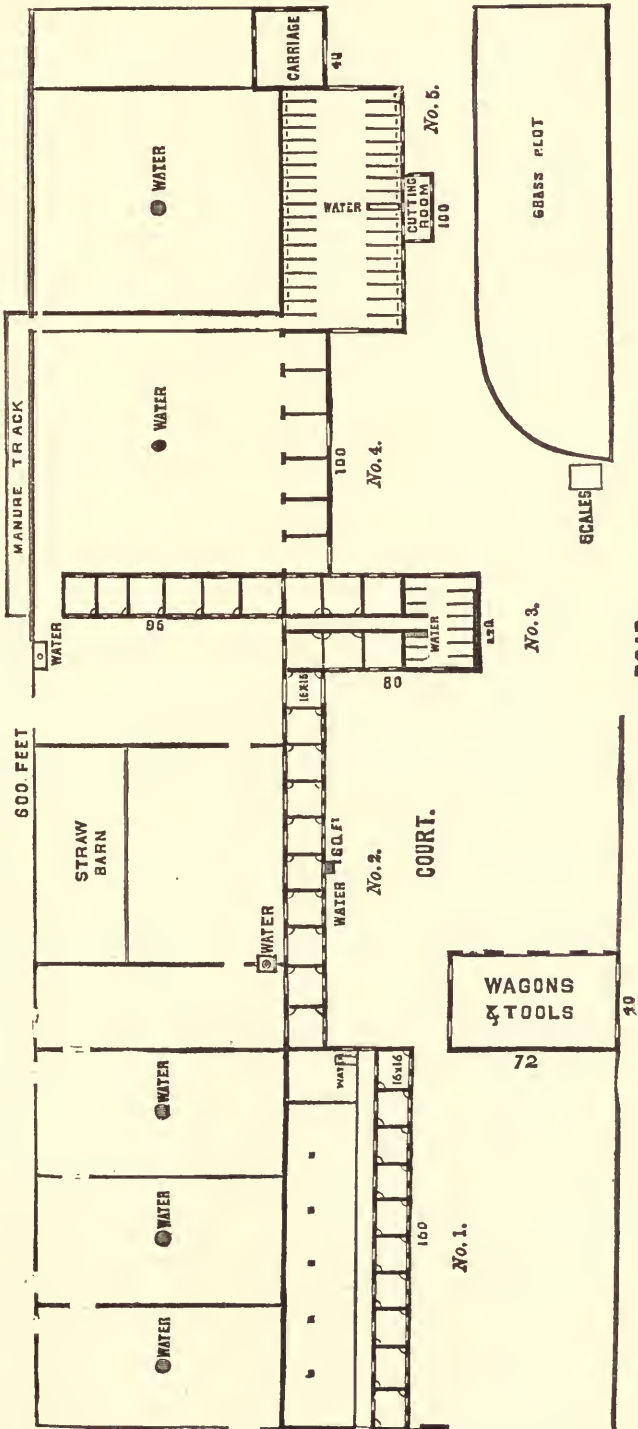 600 FEET
MANURE TRACK
WATER
STRAW
BARN
WATER
WATER
WATER
WATER
WATER
WATER
WATER
96
CARRIAGE
40
16X16
WATER
WATER
WATER
CUTTING
ROOM
100
100
No. 5.
No. 4.
80
WATER
No. 2.
16X16
160
No. 1.
No. 3.
COURT.
WAGONS
& TOOLS
72
40
GRASS PLOT
SCALES